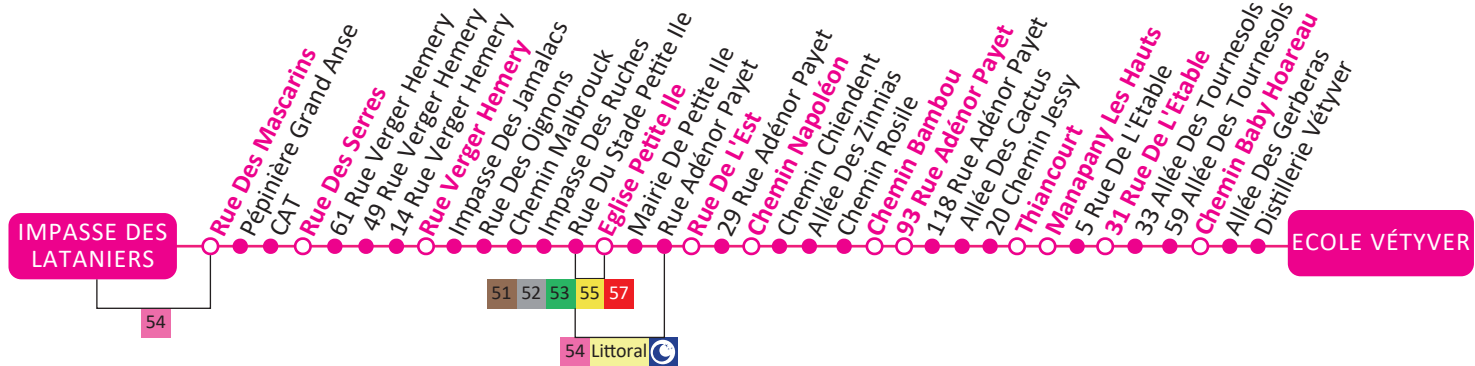 IMPASSE DES
LATANIERS
Rue Des Mascarins
Pépinière Grand Anse
CAT
Rue Des Serres
61 Rue Verger Hemery
49 Rue Verger Hemery
14 Rue Verger Hemery
Rue Verger Hemery
Impasse Des Jamalacs
Rue Des Oignons
Chemin Malbrouck
Impasse Des Ruches
Rue Du Stade Petite Ile
Eglise Petite Ile
Mairie De Petite Ile
Rue Adénor Payet
Rue De L'Est
29 Rue Adénor Payet
Chemin Napoléon
Chemin Chiendent
Allée Des Zinnias
Chemin Rosile
Chemin Bambou
93 Rue Adénor Payet
118 Rue Adénor Payet
Allée Des Cactus
20 Chemin Jessy
Thiancourt
Manapany Les Hauts
5 Rue De L'Etable
31 Rue De L'Etable
33 Allée Des Tournesols
59 Allée Des Tournesols
Chemin Baby Hoareau
Allée Des Gerberas
Distillerie Vétyver
ECOLE VÉTYVER
54
51 52 53 55 57
54 Littoral